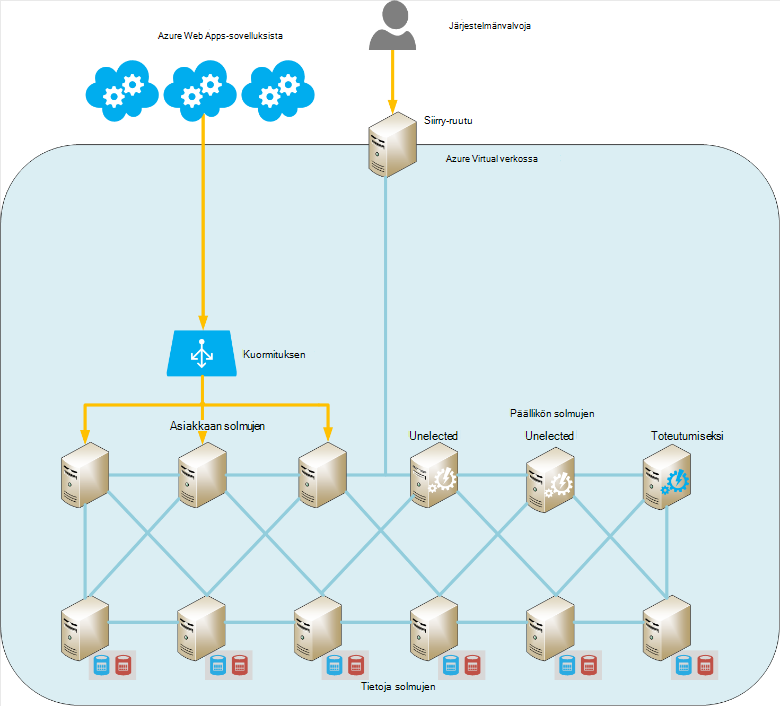 Järjestelmänvalvoja
Azure Web Apps-sovelluksista
Siirry-ruutu
Azure Virtual verkossa
Kuormituksen
Päällikön solmujen
Asiakkaan solmujen
Unelected
Unelected
Toteutumiseksi
Tietoja solmujen